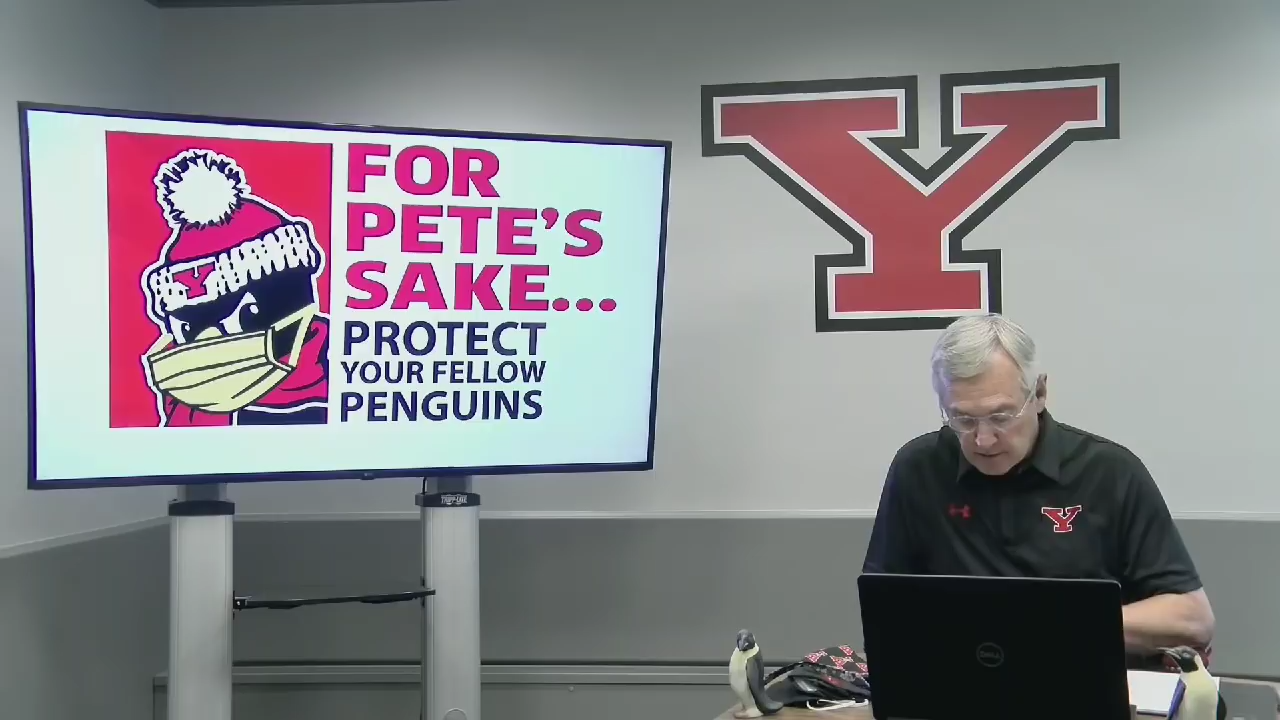 FOR
PETE'S
SAKE...
PROTECT
YOUR FELLOW
PENGUINS
Y
Y
Y
TRIPP-LITE
DELL